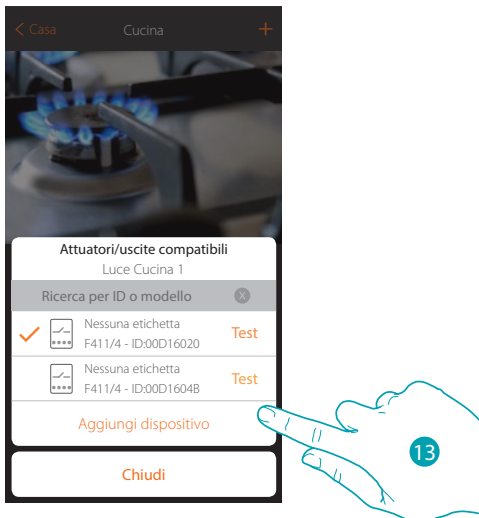 Casa Cucina +
Attuatori/uscite compatibili
Luce Cucina 1
Ricerca per ID o modello
Nessuna etichetta
F411/4 - ID:00D16020 Test
Nessuna etichetta
F411/4 - ID:00D1604B Test
Aggiungi dispositivo
Chiudi
13